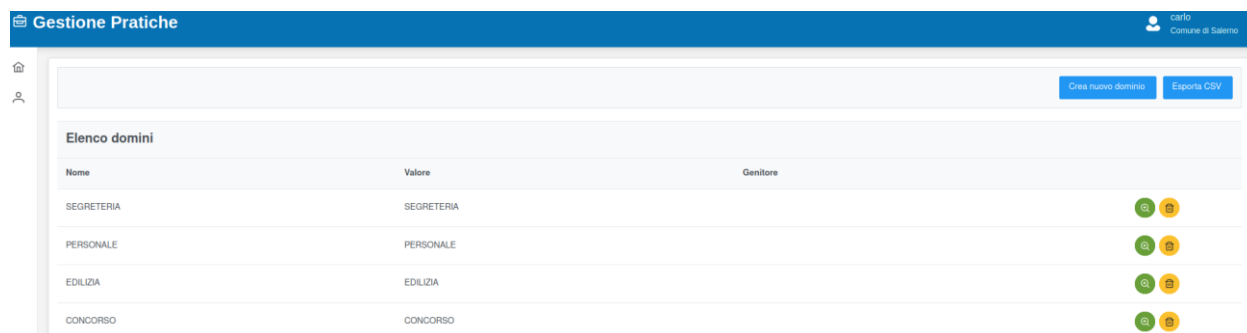 Gestione Pratiche
carlo
Comune di Salerno
Crea nuovo dominio Esporta CSV
Elenco domini
Nome Valore Genitore
SEGRETERIA SEGRETERIA
PERSONALE PERSONALE
EDILIZIA EDILIZIA
CONCORSO CONCORSO